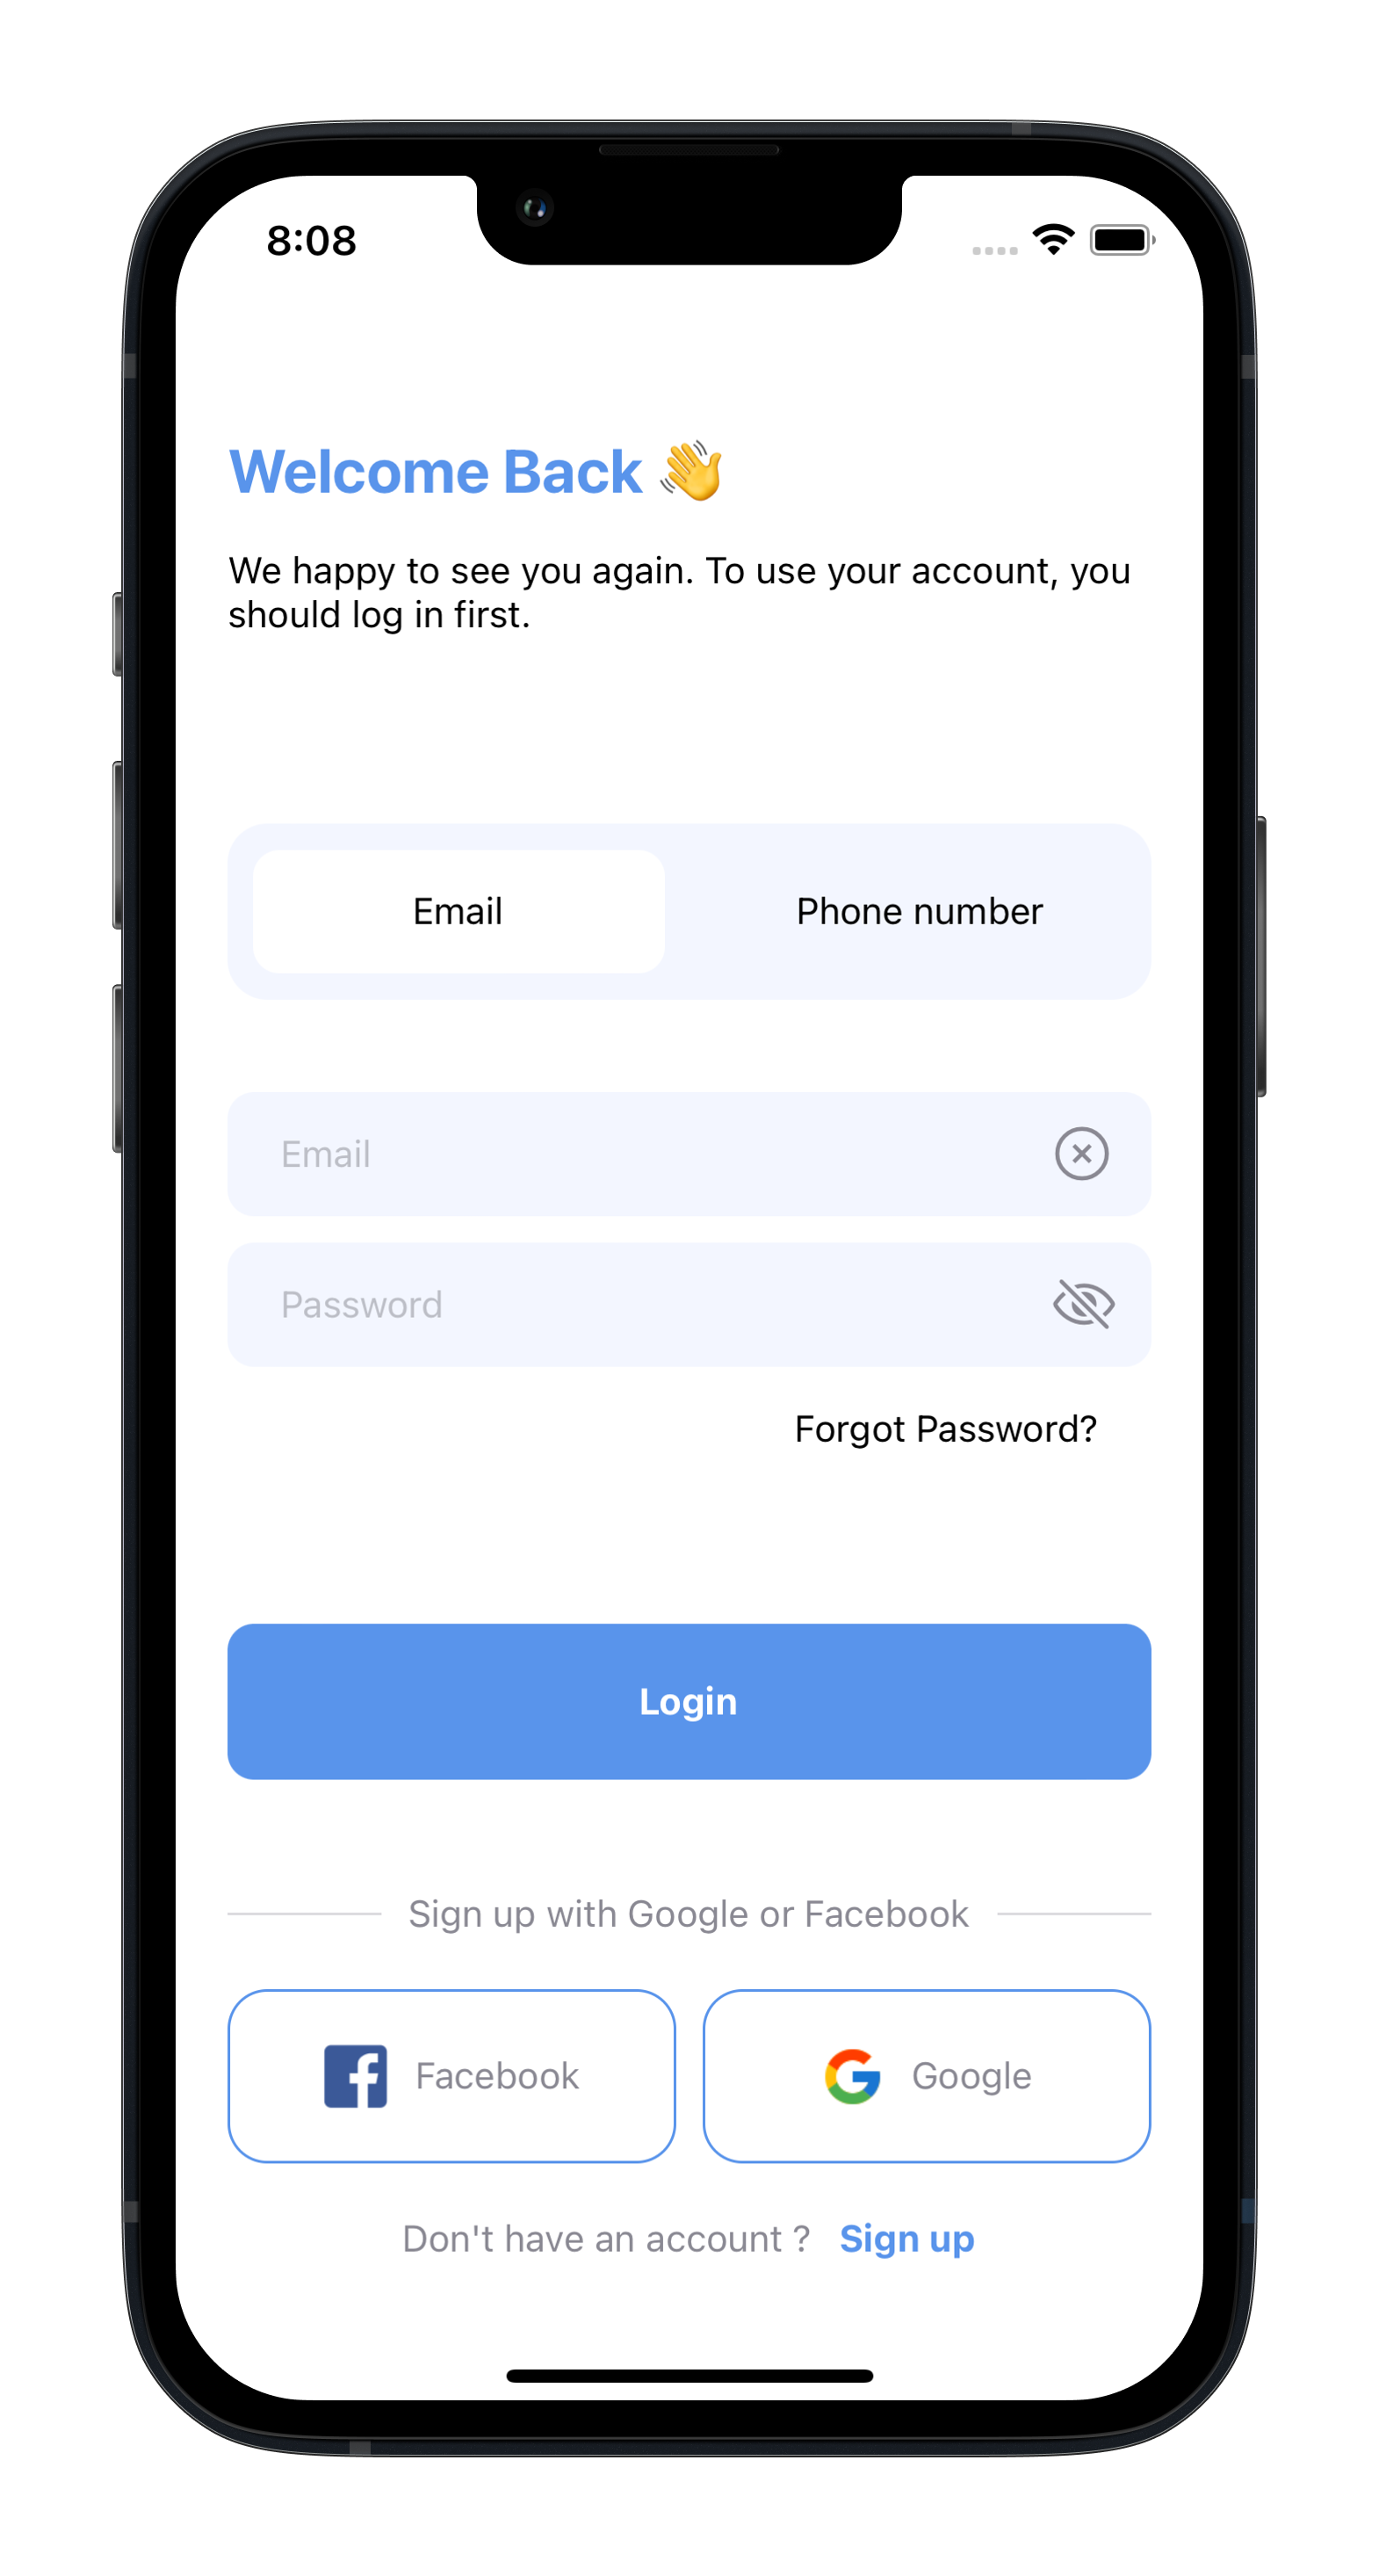 8:08
Welcome Back 👋
We happy to see you again. To use your account, you
should log in first.
Email
Phone number
Email
Password
Forgot Password?
Login
Sign up with Google or Facebook
Facebook
Google
Don't have an account ? Sign up